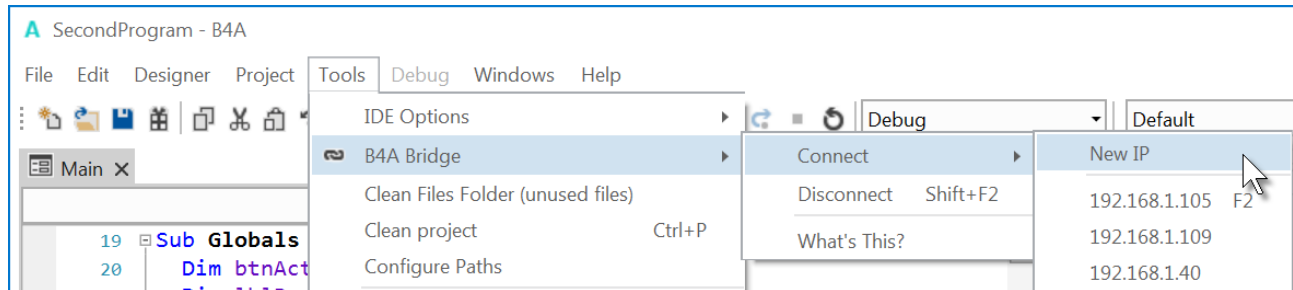 SecondProgram - B4A
File Edit Designer Project Tools Debug Windows Help
IDE Options Debug Default
Main B4A Bridge Connect New IP
Clean Files Folder (unused files) Disconnect Shift+F2 192.168.1.105 F2
19 Sub Globals Clean project Ctrl+P What's This? 192.168.1.109
20 Dim btnAct Configure Paths 192.168.1.40